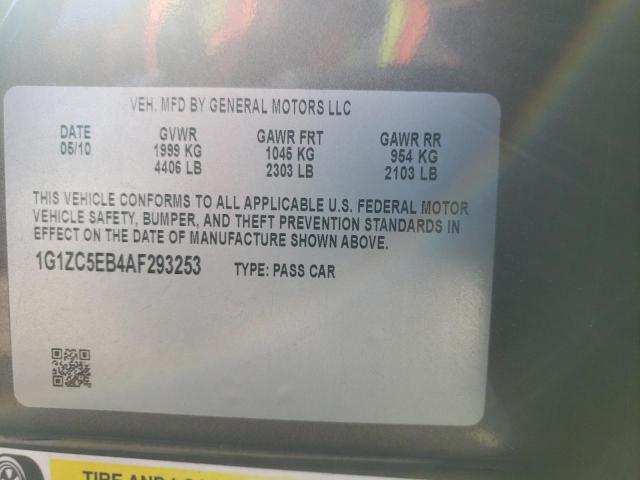 VEH. MFD BY GENERAL MOTORS LLC
DATE GVWR GAWR FRT GAWR RR
05/10 1999 KG 1045 KG 954 KG
4406 LB 2303 LB 2103 LB
THIS VEHICLE CONFORMS TO ALL APPLICABLE U.S. FEDERAL MOTOR
VEHICLE SAFETY, BUMPER, AND THEFT PREVENTION STANDARDS IN
EFFECT ON THE DATE OF MANUFACTURE SHOWN ABOVE.
1G1ZC5EB4AF293253 TYPE: PASS CAR
TIRE AND